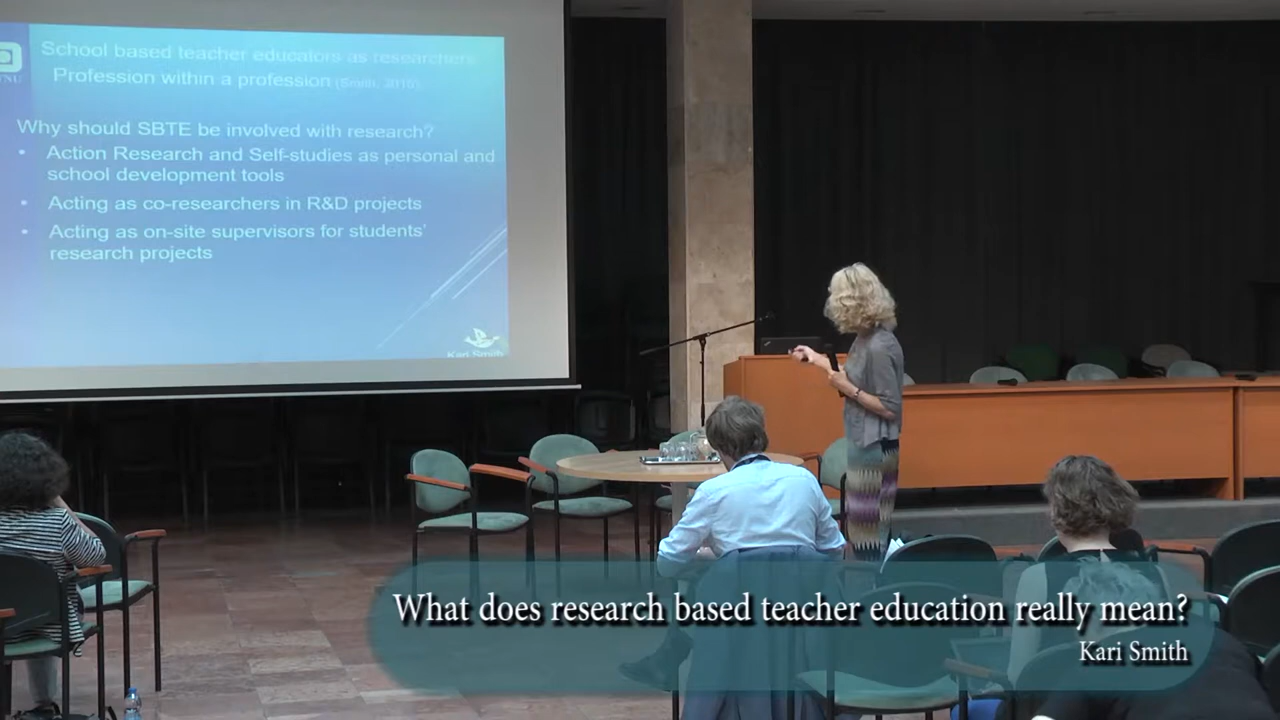 School based teacher educators as researchers
Profession within a profession (Smith, 2015)
Why should SBTE be involved with research?
• Action Research and Self-studies as personal and
school development tools
• Acting as co-researchers in R&D projects
• Acting as on-site supervisors for students'
research projects
Kari Smith
What does research based teacher education really mean?
Kari Smith